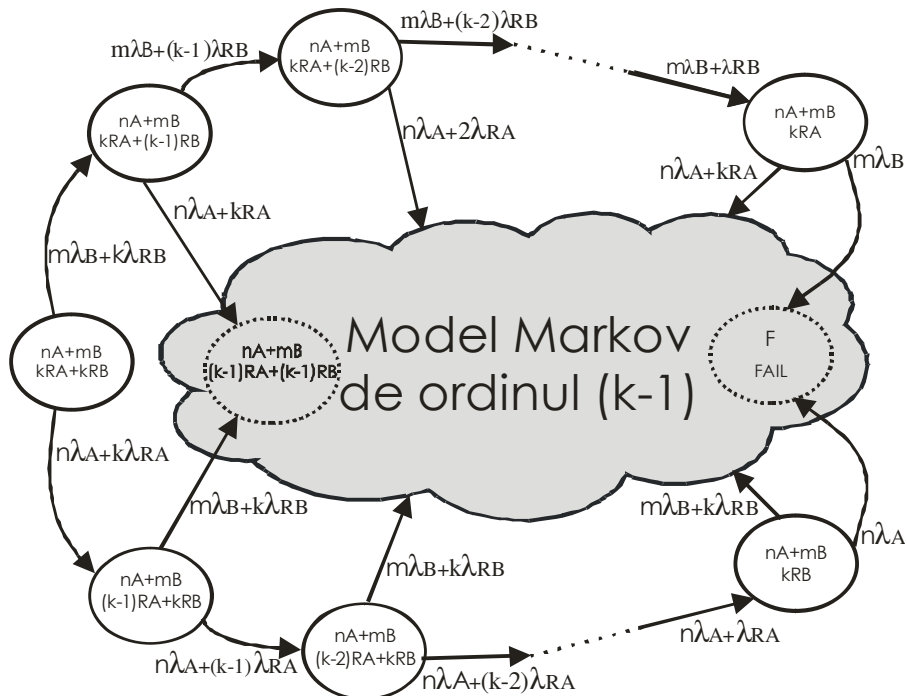 mλB+(k-2)λRB
mλB+(k-1)λRB
nA+mB
kRA+(k-2)RB
mλB+λRB
nA+mB
kRA+(k-1)RB
nA+mB
kRA
nλA+2λRA
nλA+kRA
mλB
nλA+kRA
mλB+kλRB
nA+mB
kRA+kRB
nA+mB
(k-1)RA+(k-1)RB
Model Markov
de ordinul (k-1)
F
FAIL
nλA+kλRA
mλB+kλRB
mλB+kλRB
nλA
mλB+kλRB
nA+mB
(k-1)RA+kRB
nA+mB
kRB
nA+mB
(k-2)RA+kRB
nλA+λRA
nλA+(k-1)λRA
nλA+(k-2)λRA